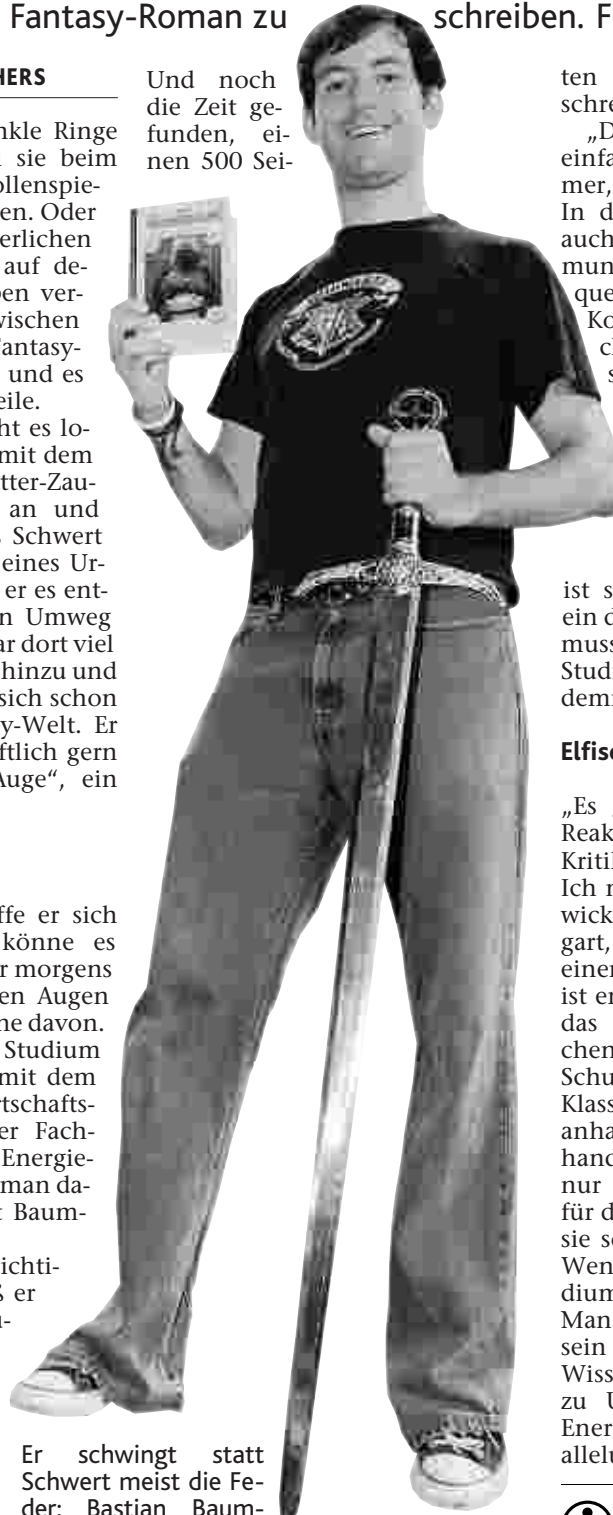 Fantasy-Roman zu schreiben. F
HERS
nkle Ringe
sie beim
ollenspie-
en. Oder
erlichen
auf de-
ben ver-
wischen
antasy-
und es
eile.
ht es lo-
mit dem
tter-Zau-
an und
Schwert
eines Ur-
er es ent-
n Umweg
ar dort viel
hinzu und
sich schon
y-Welt. Er
ftlich gern
Auge“, ein
ffe er sich
könne es
r morgens
en Augen
ne davon.
Studium
mit dem
rtschafts-
er Fach-
Energie-
man da-
t Baum-
ichti-
ß er
Und noch
die Zeit ge-
funden, ei-
nen 500 Sei-
Er schwingt statt
Schwert meist die Fe-
der: Bastian Baum-
ten
schre
„D
einfa
mer,
In d
auch
mun
que
Ko
ch
s
ist s
ein d
muss
Studi
demi
Elfisc
„Es
Reak
Kritik
Ich n
wick
gart,
einer
ist er
das
chen
Schu
Klass
anha
hand
nur
für d
sie se
Wen
dium
Man
sein
Wiss
zu U
Ener
allelu